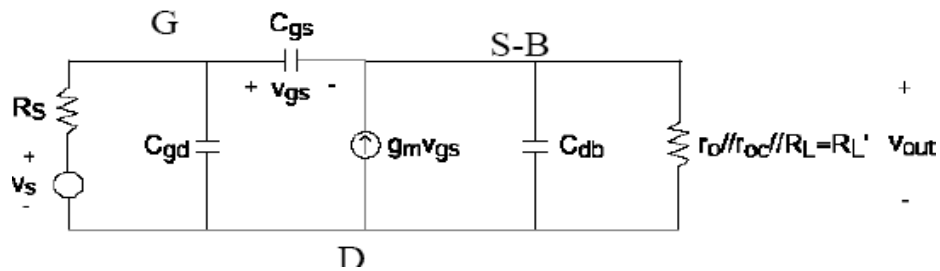 G
Cgs
S-B
+ vgs -
RS
+
vs
-
Cgd
gmvgs
Cdb
ro//roc//RL=RL'
+
vout
-
D